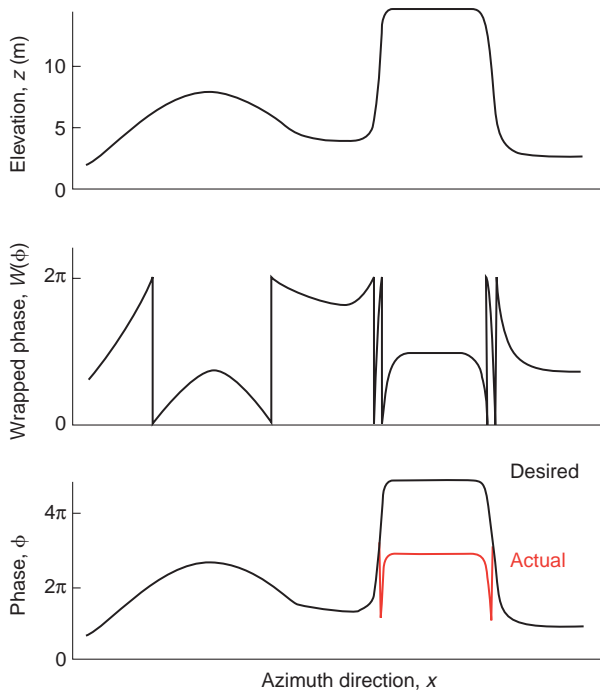 Elevation, z (m)
10
5
0
Wrapped phase, W(ϕ)
2π
0
Phase, ϕ
4π
2π
0
Desired
Actual
Azimuth direction, x